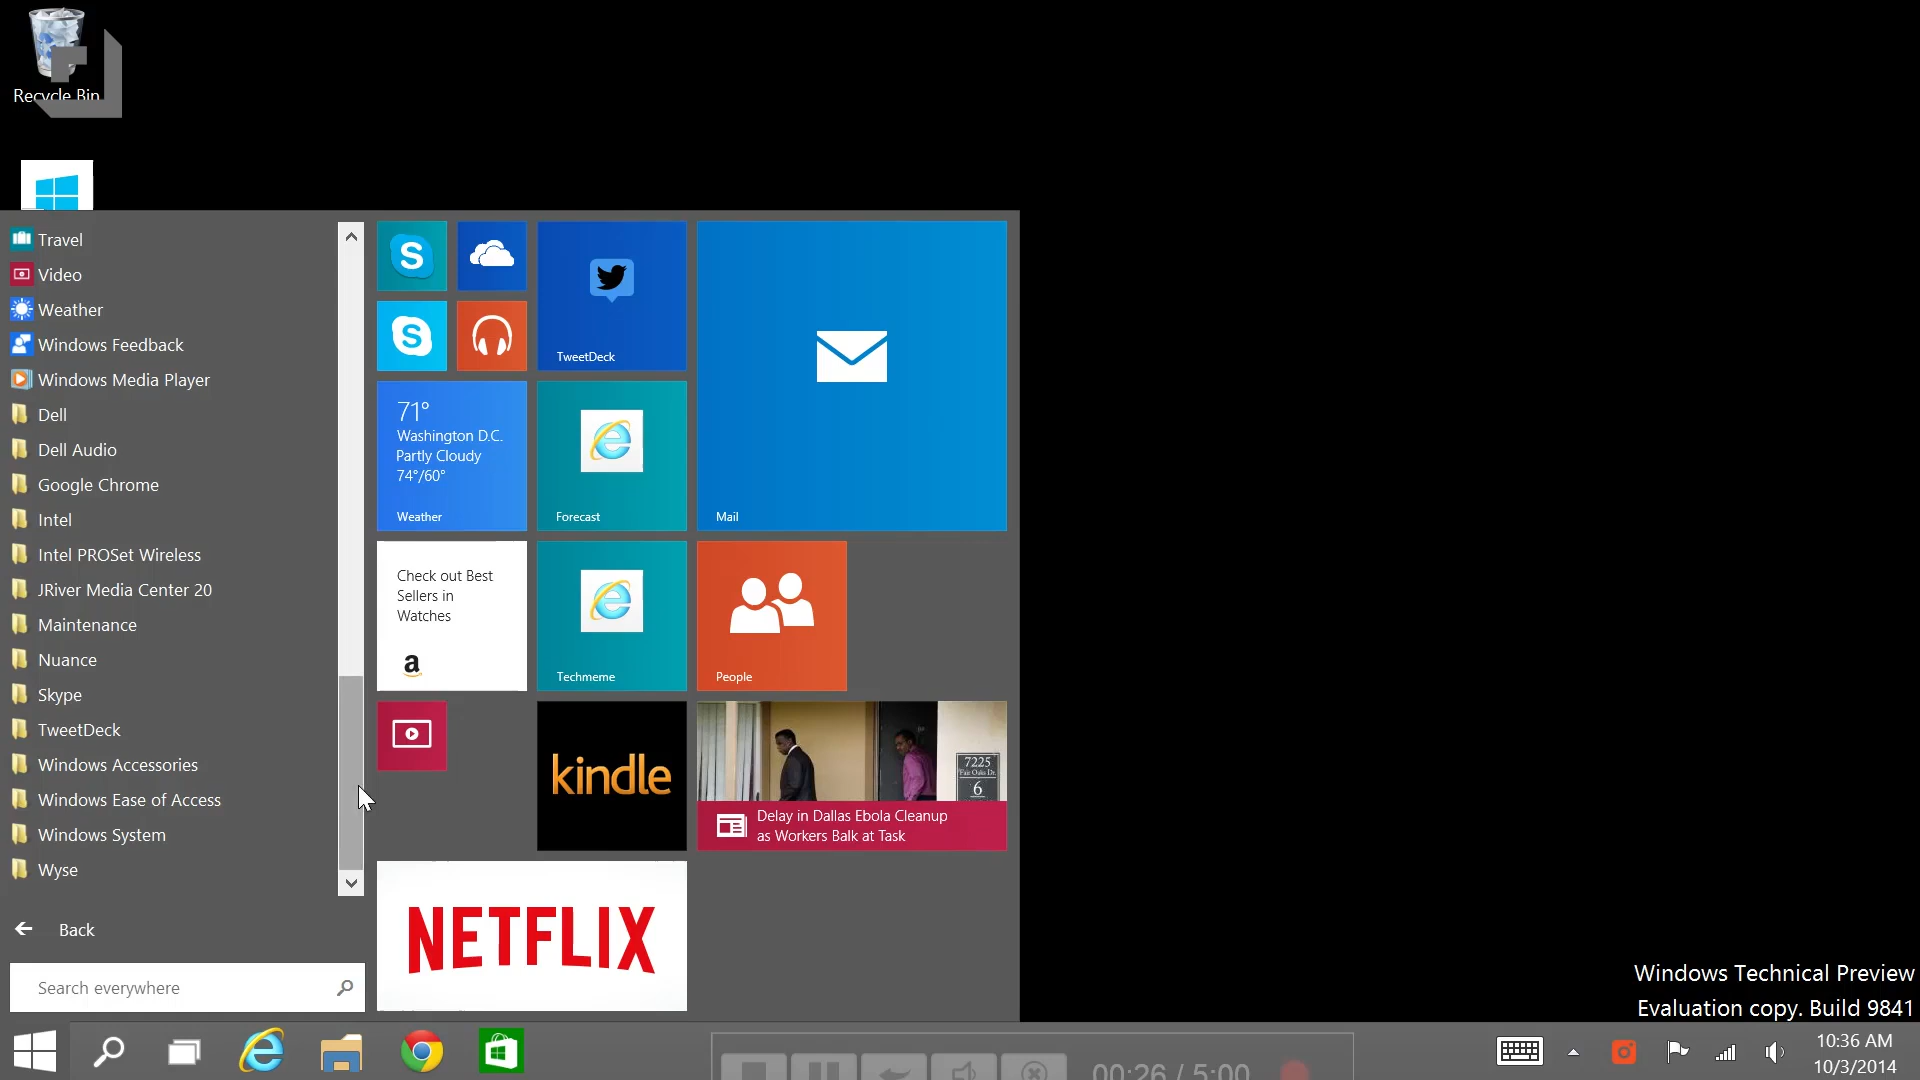 Recycle Bin
Travel
Video
Weather
Windows Feedback
Windows Media Player
Dell
Dell Audio
Google Chrome
Intel
Intel PROSet Wireless
JRiver Media Center 20
Maintenance
Nuance
Skype
TweetDeck
Windows Accessories
Windows Ease of Access
Windows System
Wyse
Back
Search everywhere
S
S
TweetDeck
Mail
71°
Washington D.C.
Partly Cloudy
74°/60°
Weather
Forecast
Check out Best
Sellers in
Watches
a
Techmeme
People
kindle
7225
Fair Oaks Dr.
6
Delay in Dallas Ebola Cleanup
as Workers Balk at Task
NETFLIX
Windows Technical Preview
Evaluation copy. Build 9841
00:26 / 5:00
10:36 AM
10/3/2014